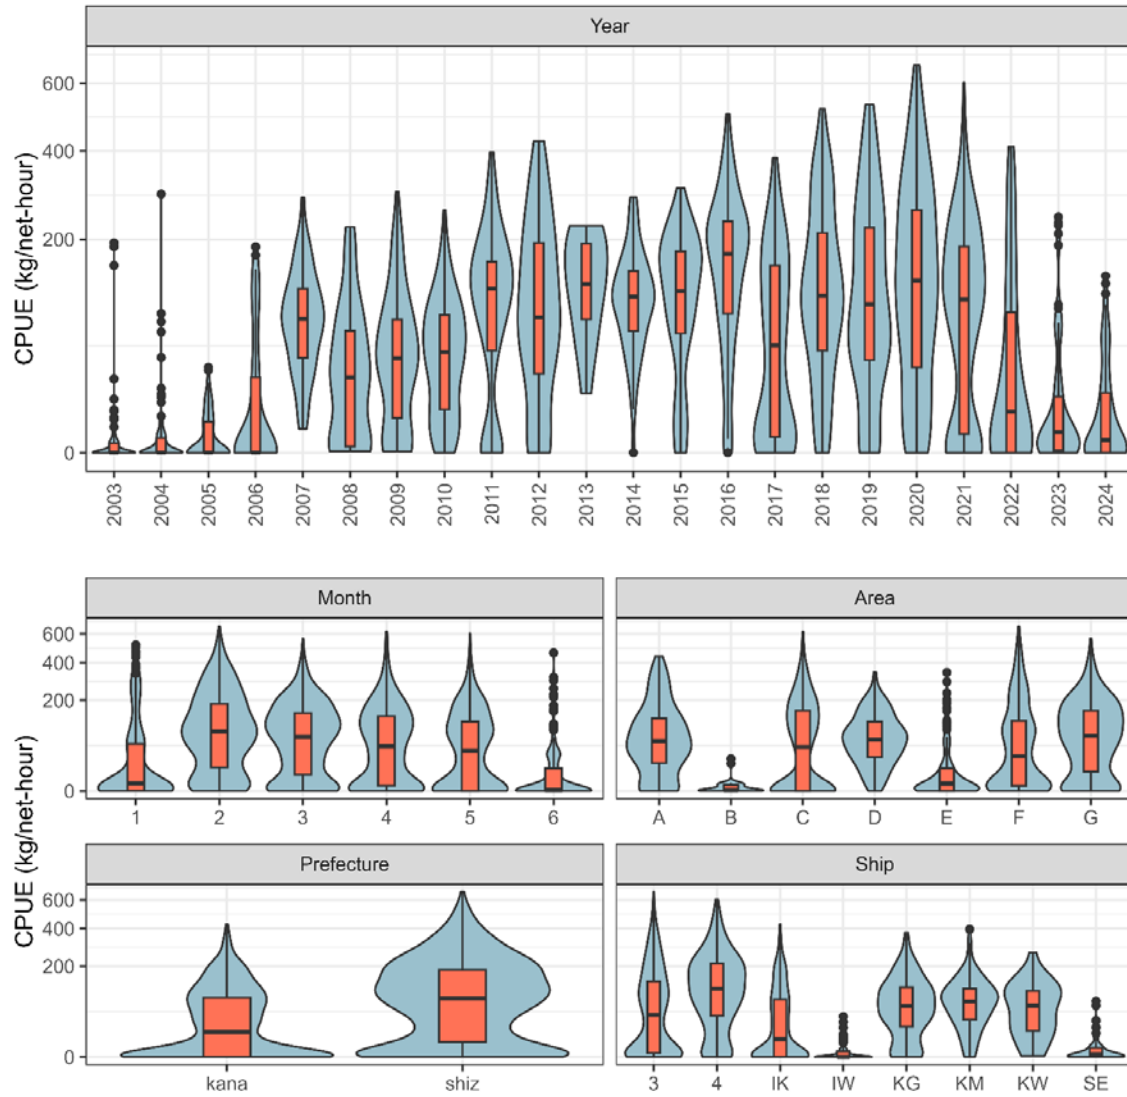 Year
CPUE (kg/net-hour)
600
400
200
0
2003 2004 2005 2006 2007 2008 2009 2010 2011 2012 2013 2014 2015 2016 2017 2018 2019 2020 2021 2022 2023 2024
Month Area
CPUE (kg/net-hour)
600
400
200
0
1 2 3 4 5 6 A B C D E F G
Prefecture Ship
600
400
200
0
kana shiz 3 4 IK IW KG KM KW SE